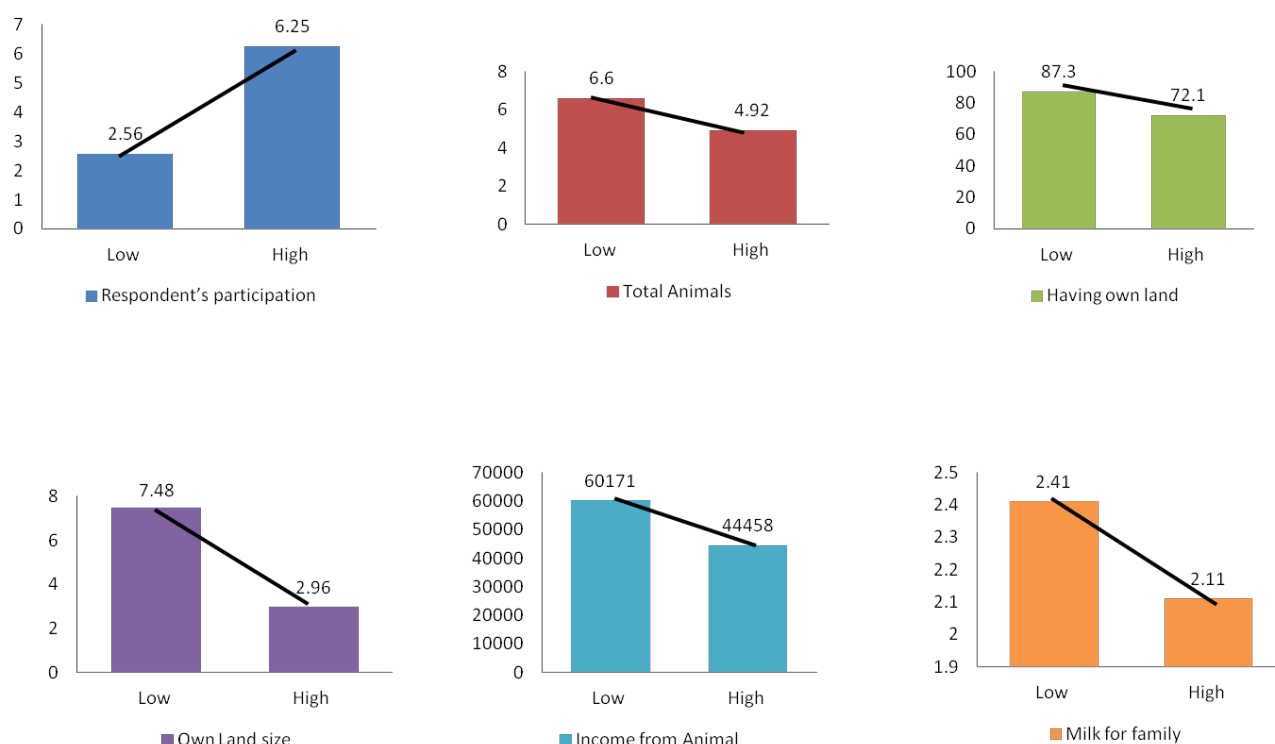 7
6
5
4
3
2
1
0
2.56
6.25
Low
High
Respondent's participation
8
6
4
2
0
6.6
4.92
Low
High
Total Animals
100
80
60
40
20
0
87.3
72.1
Low
High
Having own land
8
6
4
2
0
7.48
2.96
Low
High
Own Land size
70000
60000
50000
40000
30000
20000
10000
0
60171
44458
Low
High
Income from Animal
2.5
2.4
2.3
2.2
2.1
2
1.9
2.41
2.11
Low
High
Milk for family